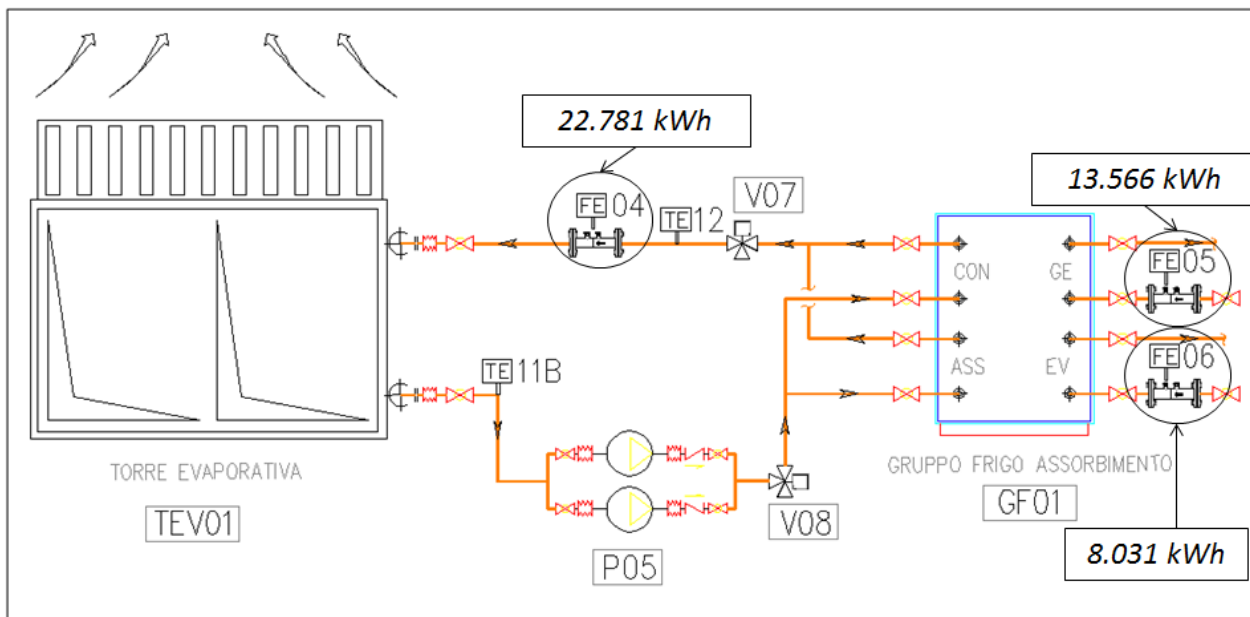 22.781 kWh
13.566 kWh
FE 04
TE 12
V07
CON
GE
FE 05
ASS
EV
FE 06
TE 11B
TORRE EVAPORATIVA
TEV01
GRUPPO FRIGO ASSORBIMENTO
GF01
V08
P05
8.031 kWh